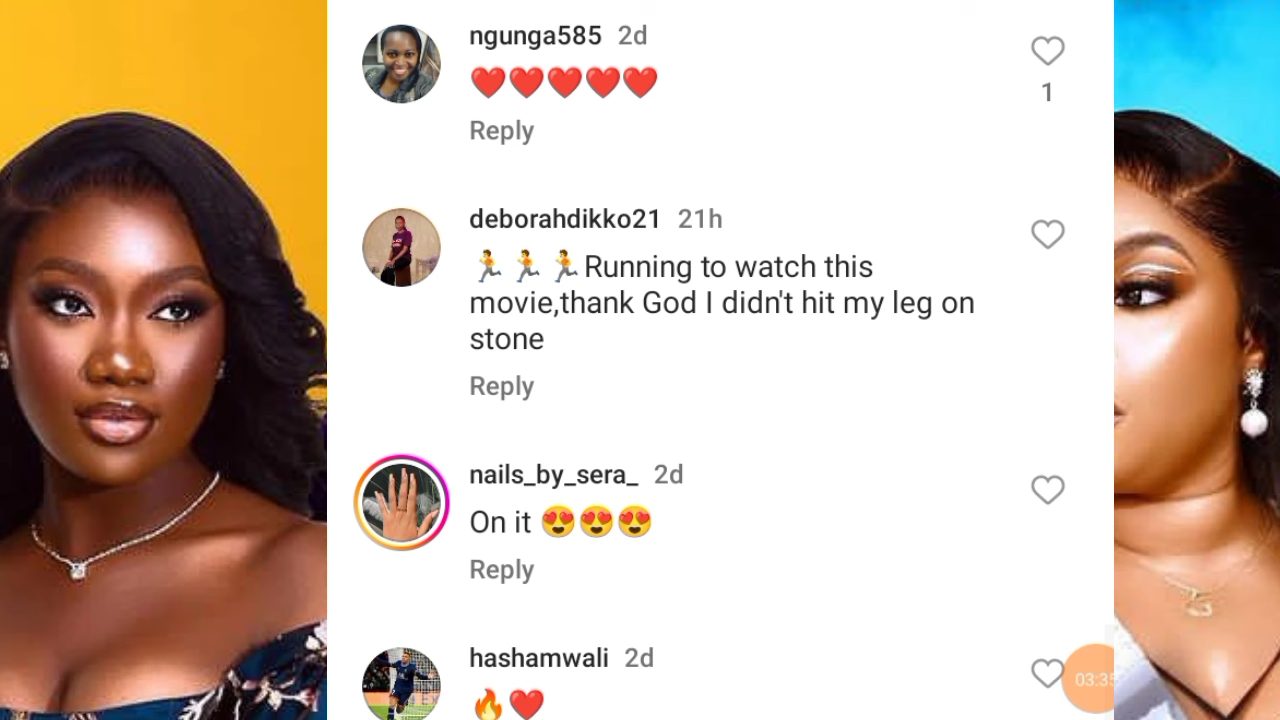 ngunga585 2d
❤️❤️❤️❤️❤️
1
Reply
deborahdikko21 21h
🏃🏃🏃Running to watch this
movie,thank God I didn't hit my leg on
stone
Reply
nails_by_sera_ 2d
On it 😍😍😍
Reply
hashamwali 2d
🔥❤️
03:35